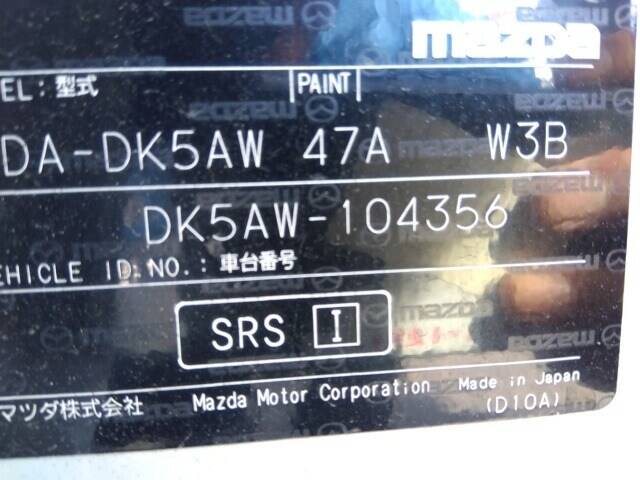 mazda
EL: 型式 PAINT
DA-DK5AW 47A W3B
DK5AW-104356
EHICLE ID.NO.: 車台番号
SRS I
マツダ株式会社 Mazda Motor Corporation Made in Japan
(D10A)